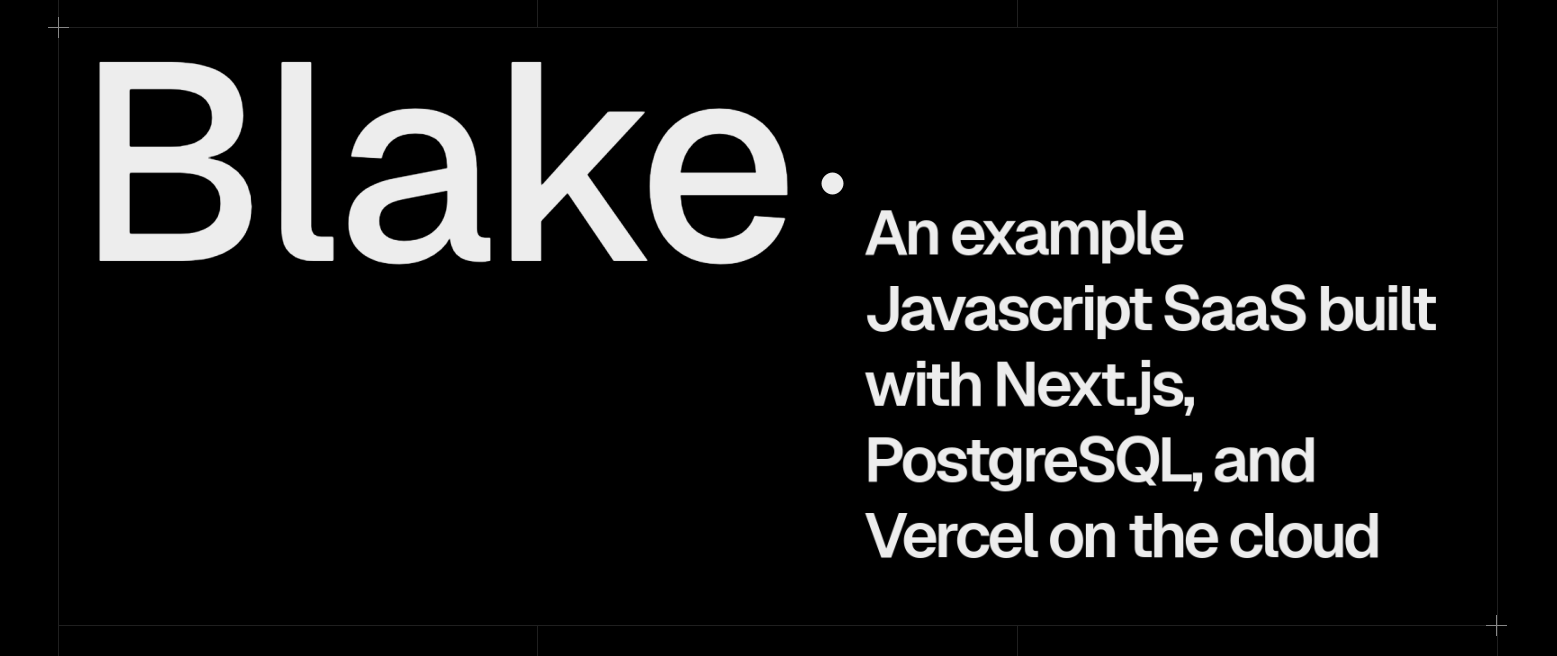 Blake
An example
Javascript SaaS built
with Next.js,
PostgreSQL, and
Vercel on the cloud